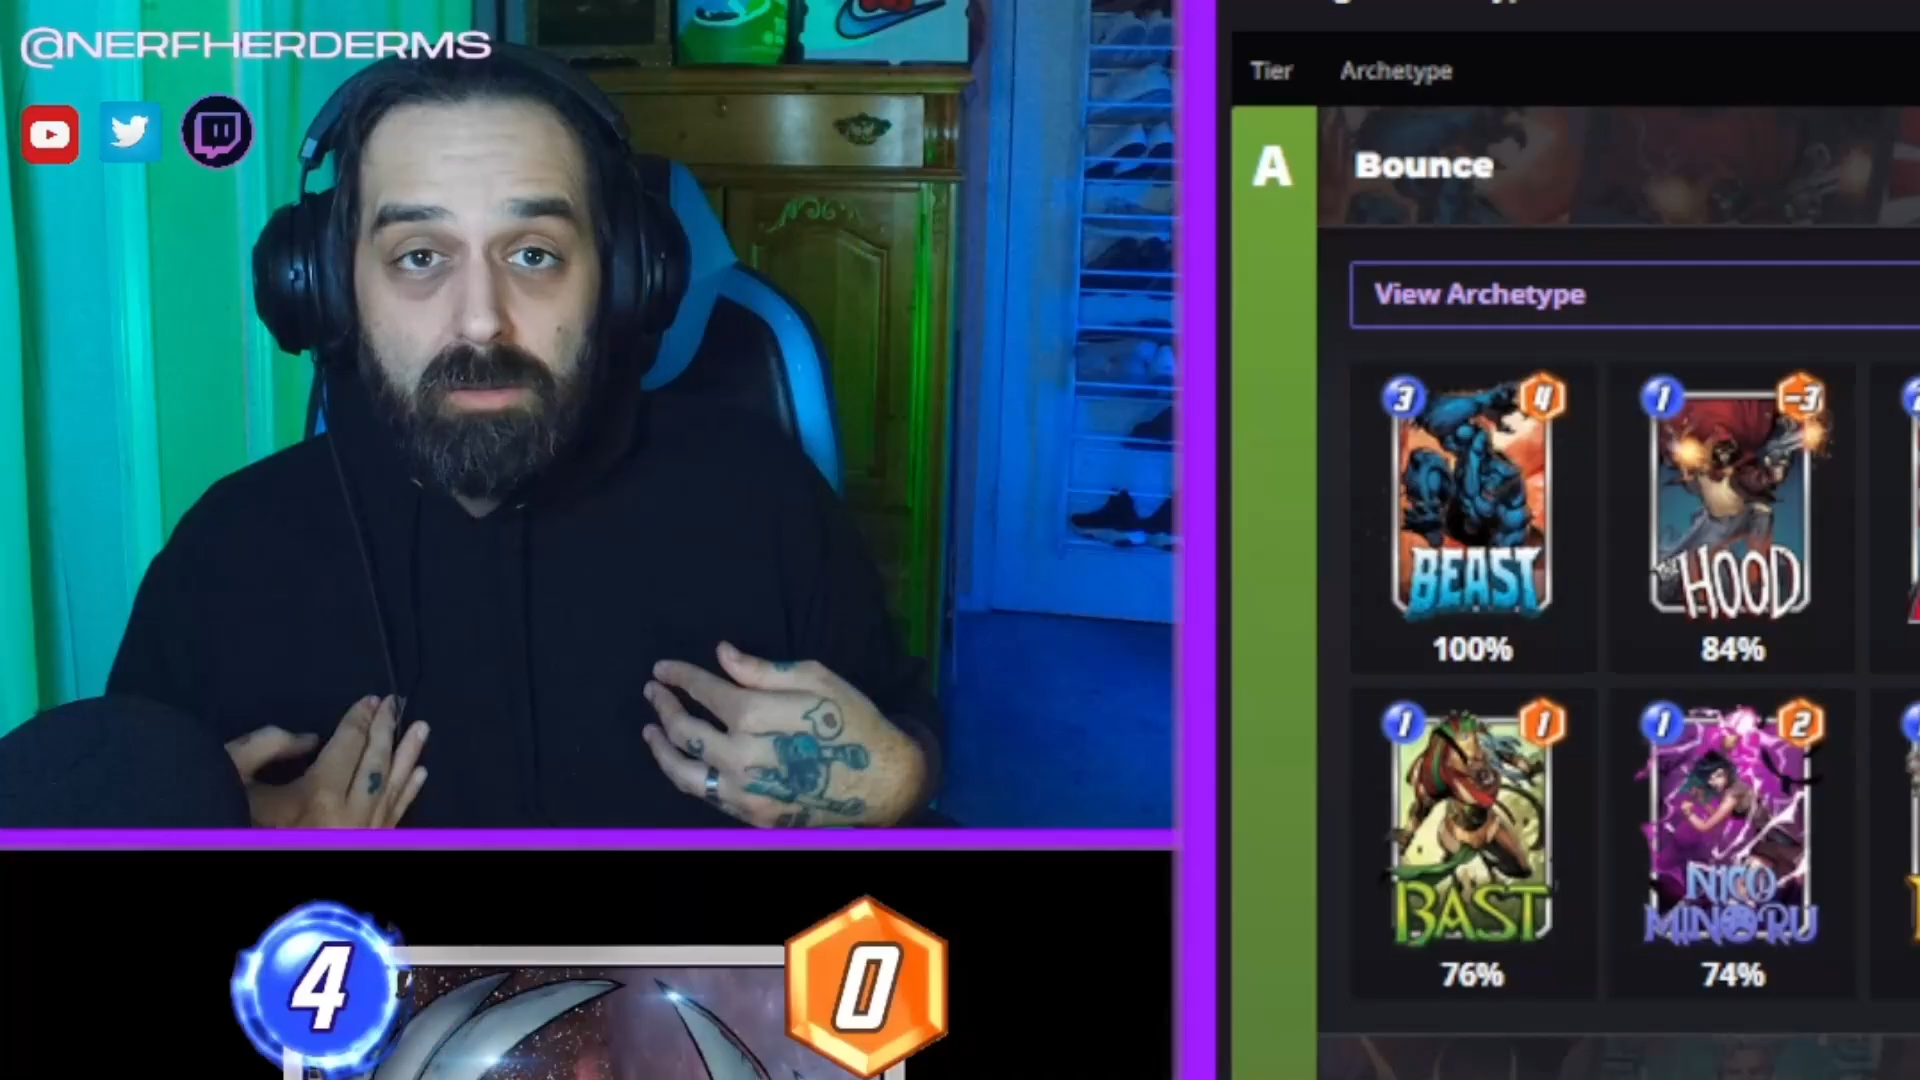 @NERFHERDERMS
Tier Archetype
A Bounce
View Archetype
3 4 1 -3
BEAST THE HOOD
100% 84%
1 1 1 2
BAST NICO MINORU
76% 74%
4 0